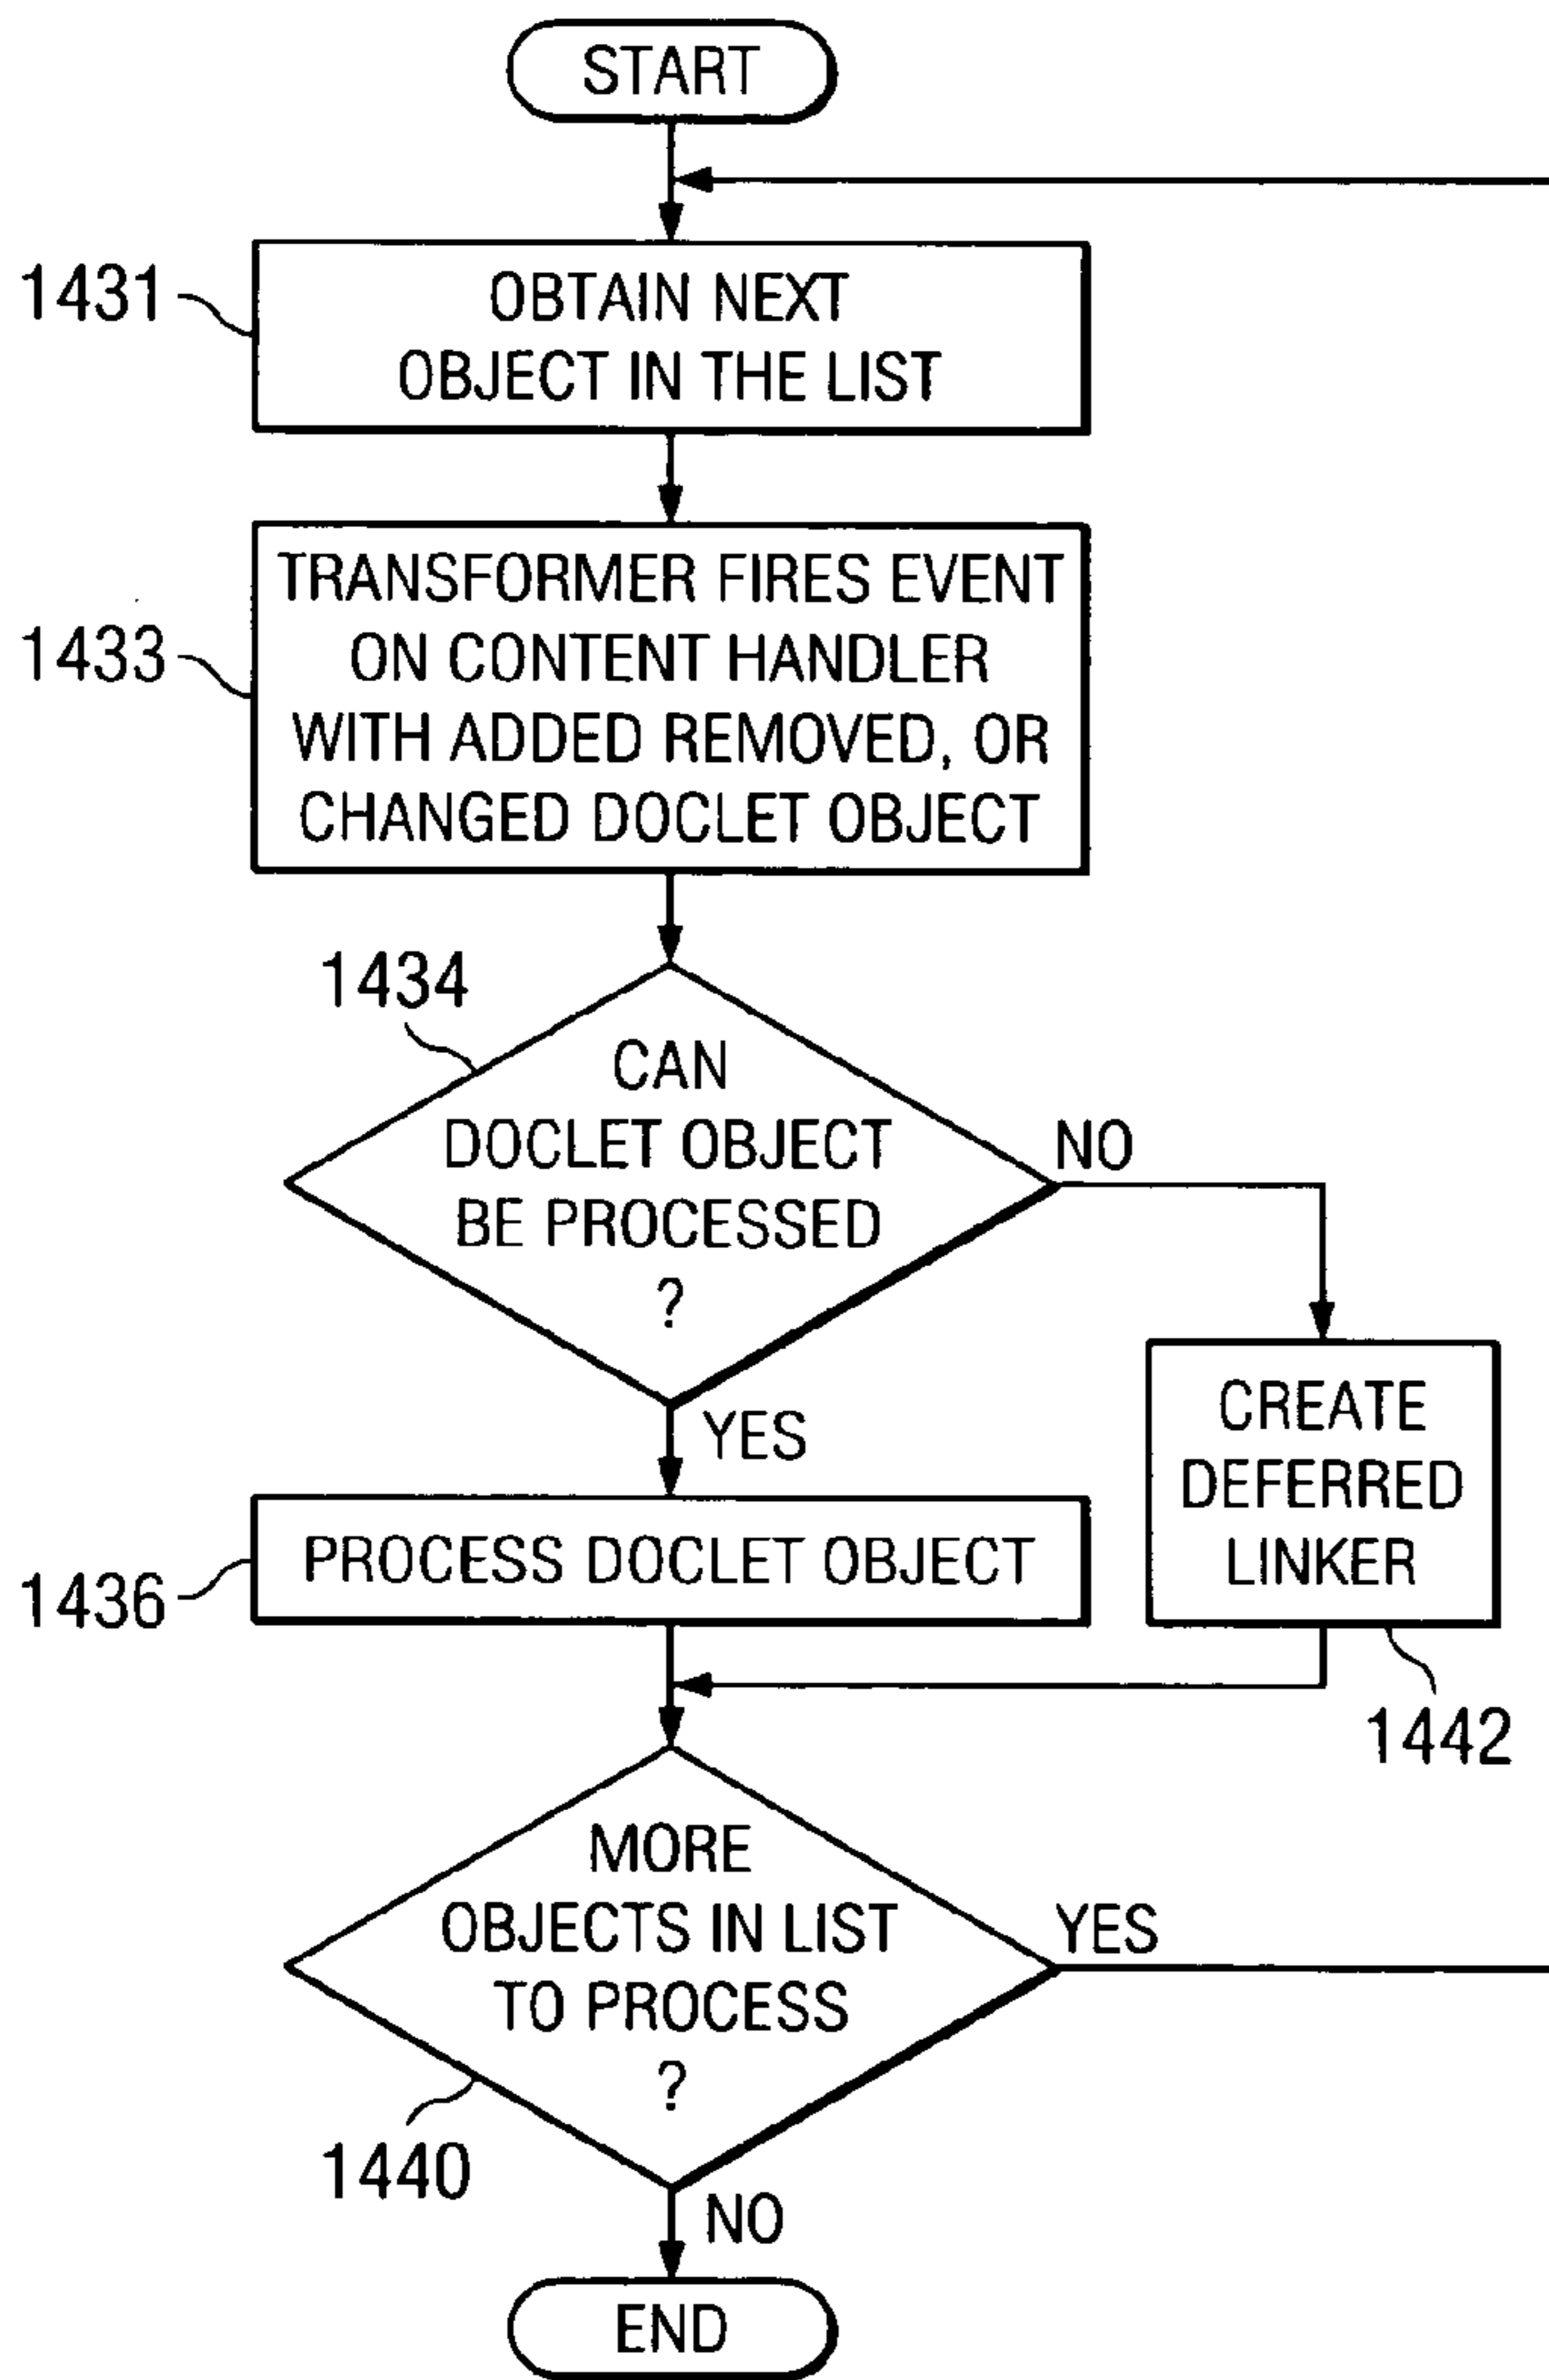 START
1431
OBTAIN NEXT
OBJECT IN THE LIST
1433
TRANSFORMER FIRES EVENT
ON CONTENT HANDLER
WITH ADDED REMOVED, OR
CHANGED DOCLET OBJECT
1434
CAN
DOCLET OBJECT
BE PROCESSED
?
NO
YES
CREATE
DEFERRED
LINKER
1442
PROCESS DOCLET OBJECT
1436
MORE
OBJECTS IN LIST
TO PROCESS
?
YES
1440
NO
END